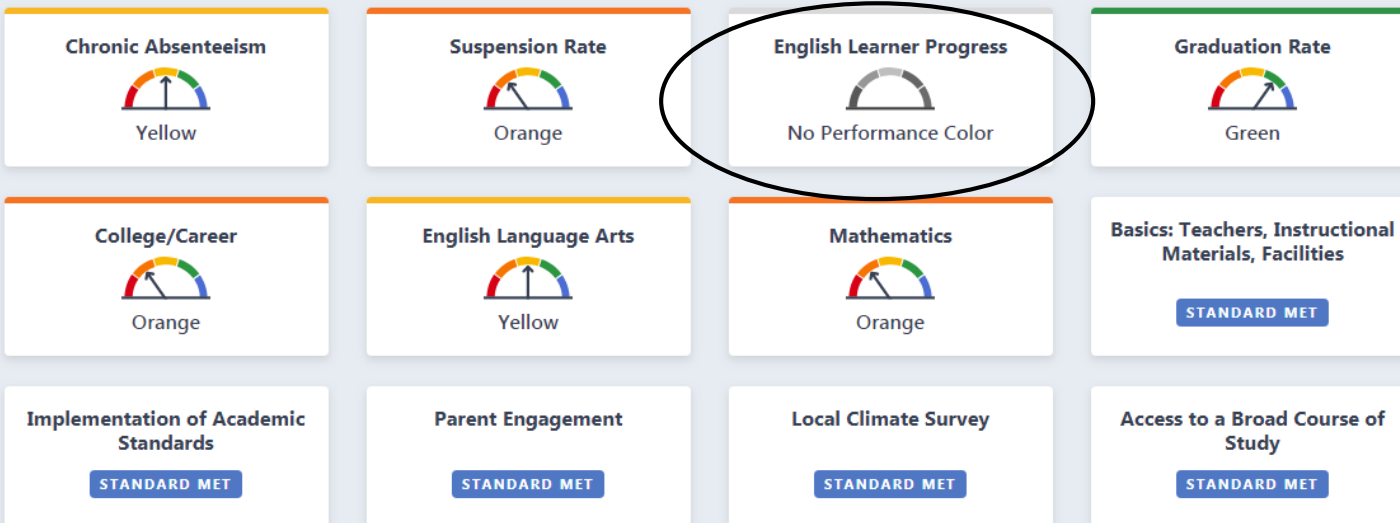 Chronic Absenteeism
Yellow
Suspension Rate
Orange
English Learner Progress
No Performance Color
Graduation Rate
Green
College/Career
Orange
English Language Arts
Yellow
Mathematics
Orange
Basics: Teachers, Instructional
Materials, Facilities
STANDARD MET
Implementation of Academic
Standards
STANDARD MET
Parent Engagement
STANDARD MET
Local Climate Survey
STANDARD MET
Access to a Broad Course of
Study
STANDARD MET